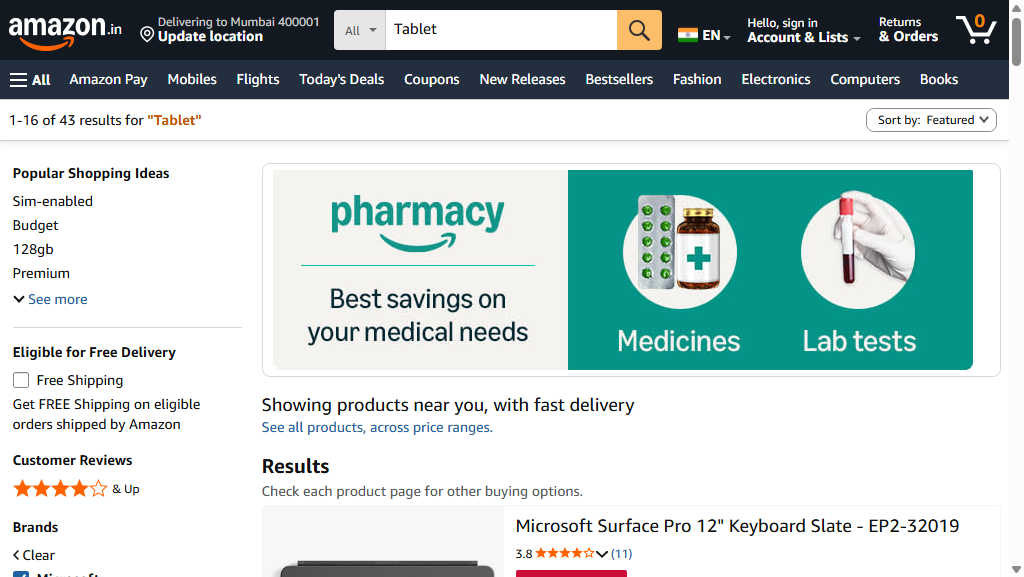 amazon.in
Delivering to Mumbai 400001
Update location
All
Tablet
EN
Hello, sign in
Account & Lists
Returns
& Orders
0
All
Amazon Pay
Mobiles
Flights
Today's Deals
Coupons
New Releases
Bestsellers
Fashion
Electronics
Computers
Books
1-16 of 43 results for "Tablet"
Sort by: Featured
Popular Shopping Ideas
Sim-enabled
Budget
128gb
Premium
See more
Eligible for Free Delivery
Free Shipping
Get FREE Shipping on eligible
orders shipped by Amazon
Customer Reviews
& Up
Brands
Clear
Microsoft
pharmacy
Best savings on
your medical needs
Medicines
Lab tests
Showing products near you, with fast delivery
See all products, across price ranges.
Results
Check each product page for other buying options.
Microsoft Surface Pro 12" Keyboard Slate - EP2-32019
3.8
(11)